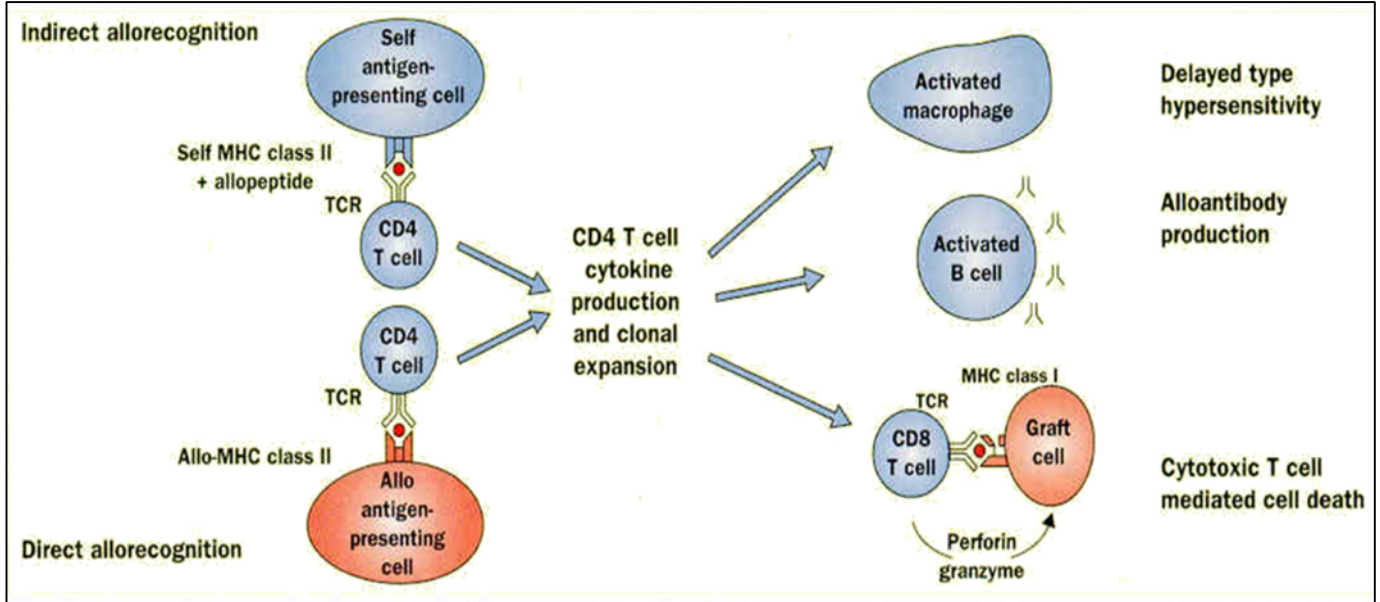 Indirect allorecognition
Self
antigen-
presenting cell
Self MHC class II
+ allopeptide
TCR
CD4
T cell
CD4
T cell
TCR
Allo-MHC class II
Allo
antigen-
presenting
cell
Direct allorecognition
CD4 T cell
cytokine
production
and clonal
expansion
Activated
macrophage
Delayed type
hypersensitivity
Activated
B cell
Alloantibody
production
MHC class I
TCR
CD8
T cell
Graft
cell
Perforin
granzyme
Cytotoxic T cell
mediated cell death